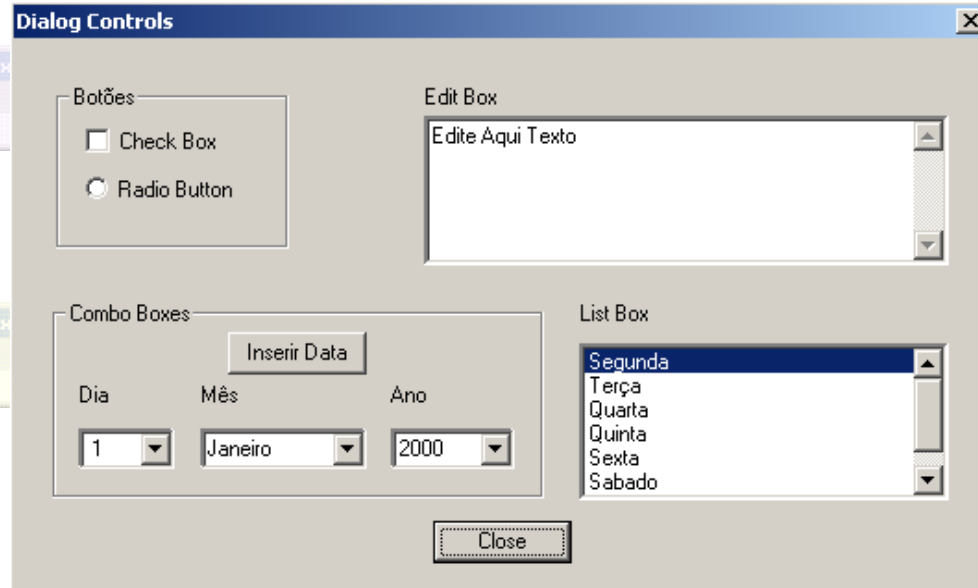 Dialog Controls
Botões
Check Box
Radio Button
Edit Box
Edite Aqui Texto
Combo Boxes
Inserir Data
Dia Mês Ano
1 Janeiro 2000
List Box
Segunda
Terça
Quarta
Quinta
Sexta
Sabado
Close